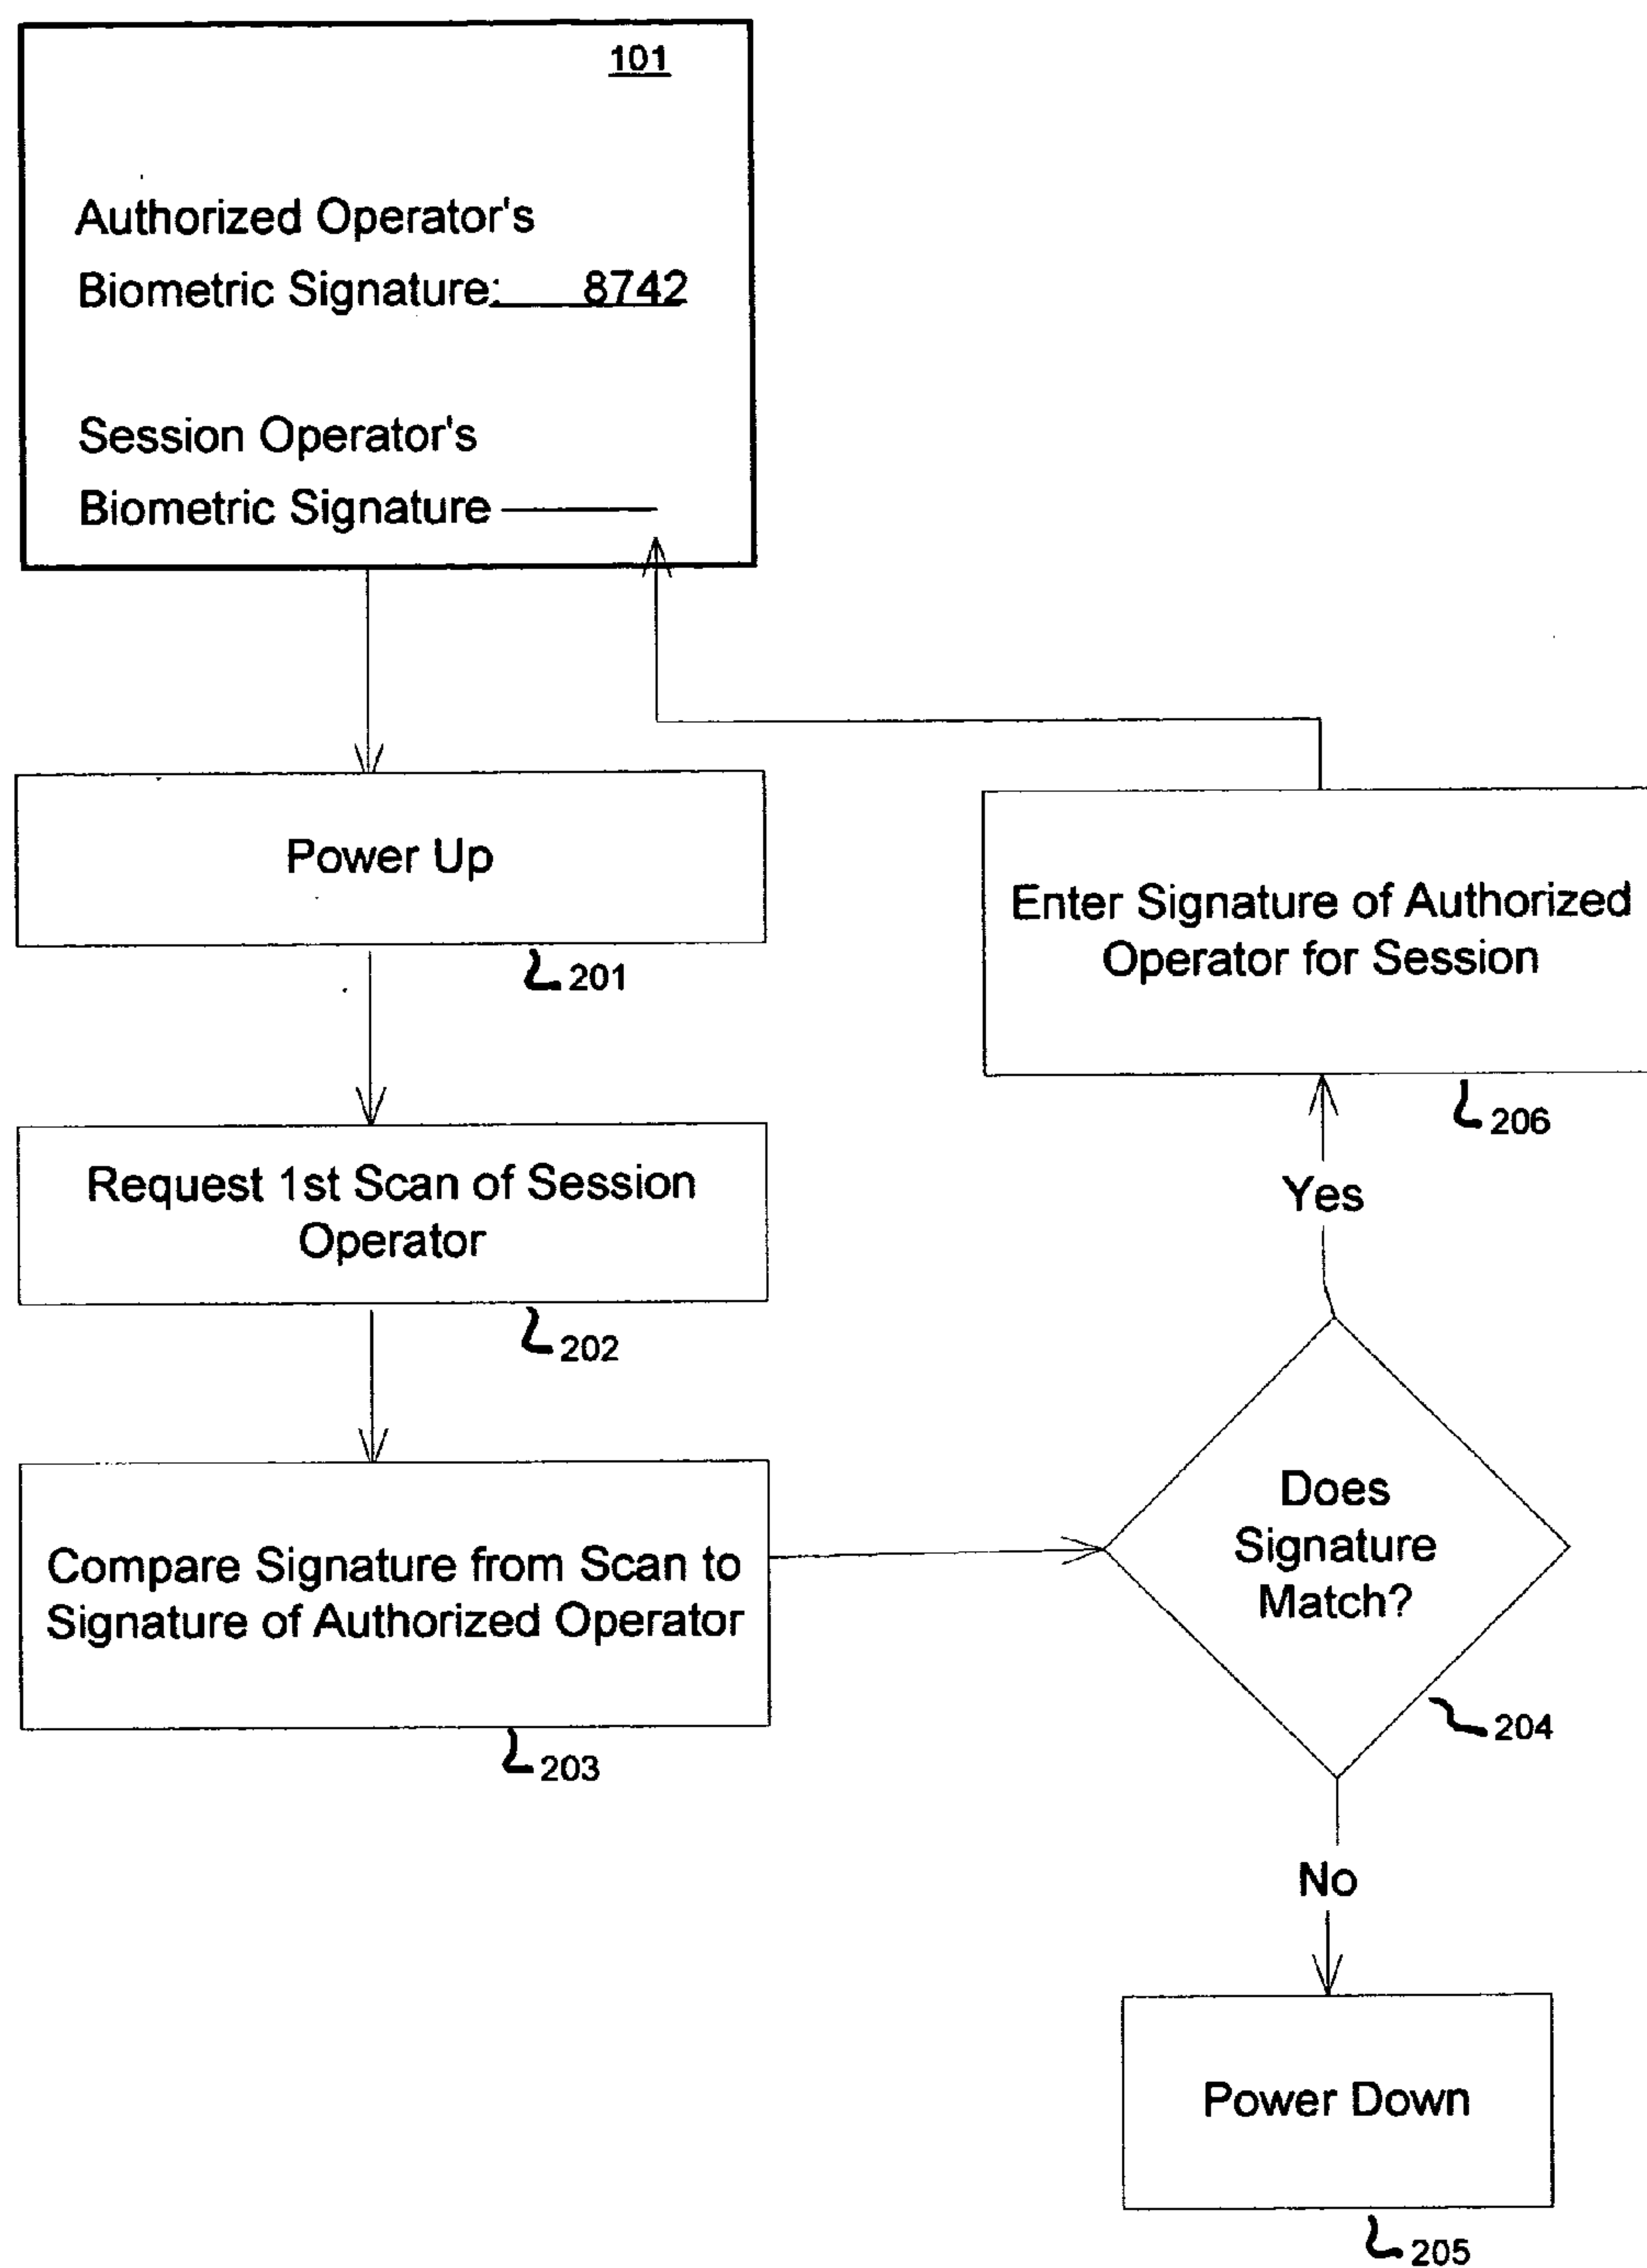 101
Authorized Operator's
Biometric Signature: 8742
Session Operator's
Biometric Signature
Power Up
201
Request 1st Scan of Session
Operator
202
Compare Signature from Scan to
Signature of Authorized Operator
203
Does
Signature
Match?
204
Yes
Enter Signature of Authorized
Operator for Session
206
No
Power Down
205